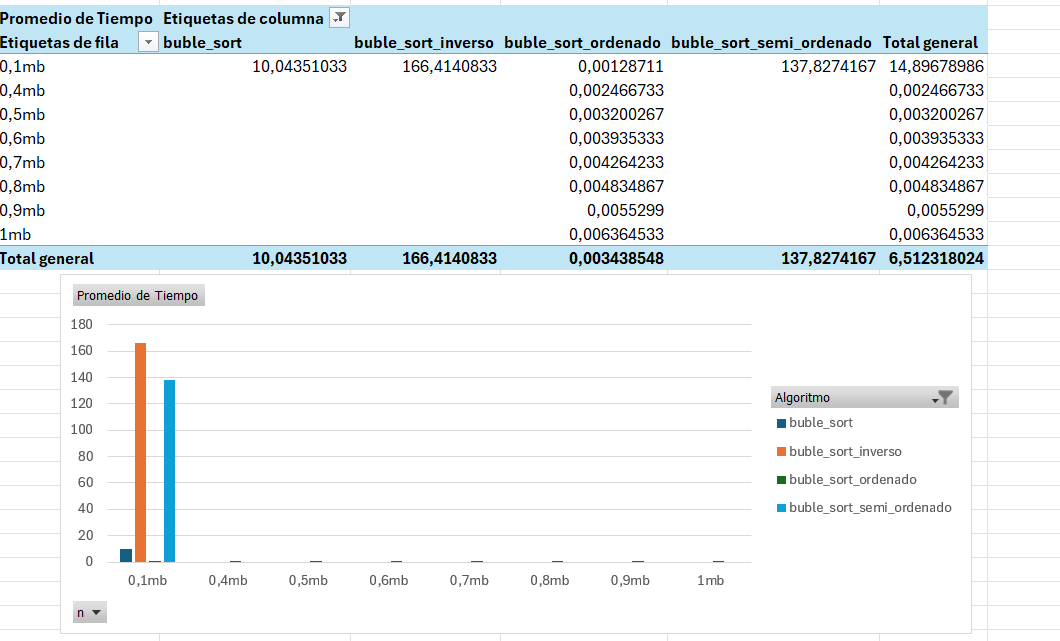 Promedio de Tiempo Etiquetas de columna
Etiquetas de fila buble_sort buble_sort_inverso buble_sort_ordenado buble_sort_semi_ordenado Total general
0,1mb 10,04351033 166,4140833 0,00128711 137,8274167 14,89678986
0,4mb 0,002466733 0,002466733
0,5mb 0,003200267 0,003200267
0,6mb 0,003935333 0,003935333
0,7mb 0,004264233 0,004264233
0,8mb 0,004834867 0,004834867
0,9mb 0,0055299 0,0055299
1mb 0,006364533 0,006364533
Total general 10,04351033 166,4140833 0,003438548 137,8274167 6,512318024
Promedio de Tiempo
180
160
140
120
100
80
60
40
20
0
0,1mb 0,4mb 0,5mb 0,6mb 0,7mb 0,8mb 0,9mb 1mb
n
Algoritmo
buble_sort
buble_sort_inverso
buble_sort_ordenado
buble_sort_semi_ordenado